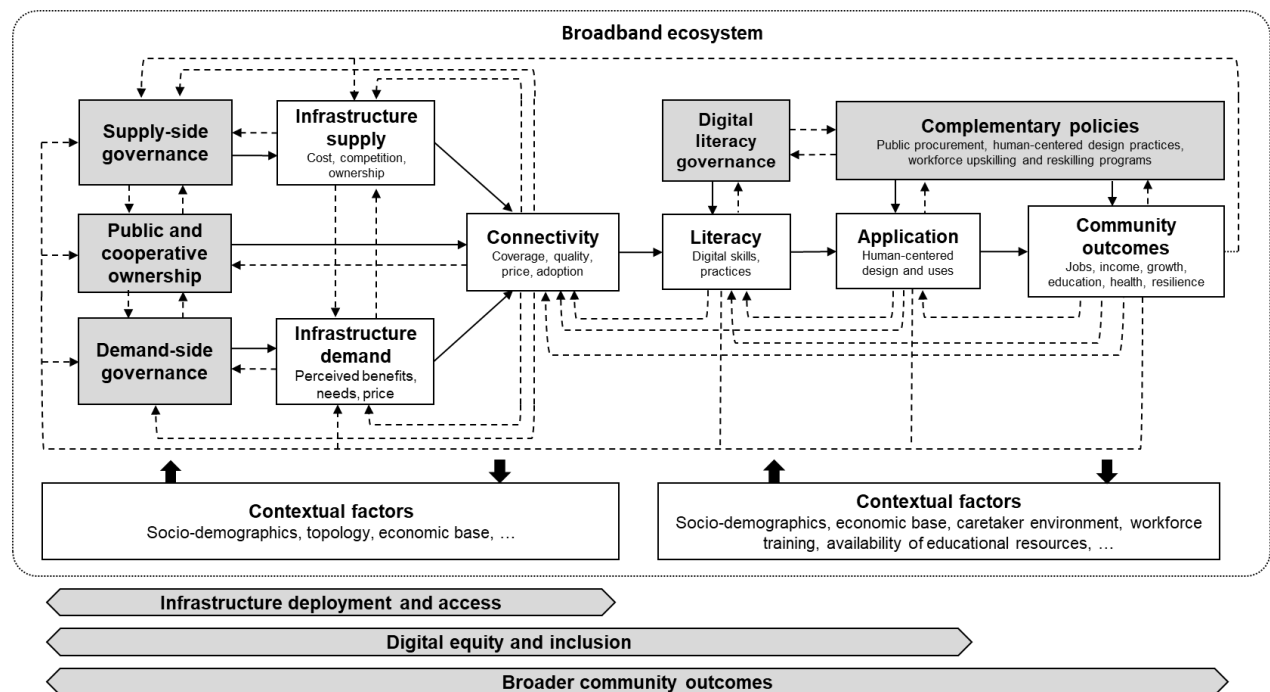 Broadband ecosystem
Supply-side
governance
Infrastructure
supply
Cost, competition,
ownership
Digital
literacy
governance
Complementary policies
Public procurement, human-centered design practices,
workforce upskilling and reskilling programs
Public and
cooperative
ownership
Connectivity
Coverage, quality,
price, adoption
Literacy
Digital skills,
practices
Application
Human-centered
design and uses
Community
outcomes
Jobs, income, growth,
education, health, resilience
Demand-side
governance
Infrastructure
demand
Perceived benefits,
needs, price
Contextual factors
Socio-demographics, topology, economic base, …
Contextual factors
Socio-demographics, economic base, caretaker environment, workforce
training, availability of educational resources, …
Infrastructure deployment and access
Digital equity and inclusion
Broader community outcomes